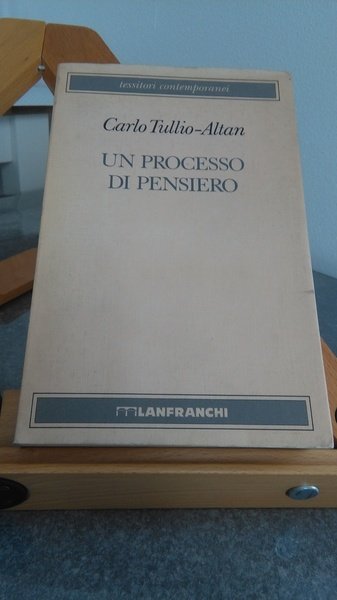 tessitori contemporanei
Carlo Tullio-Altan
UN PROCESSO
DI PENSIERO
LANFRANCHI